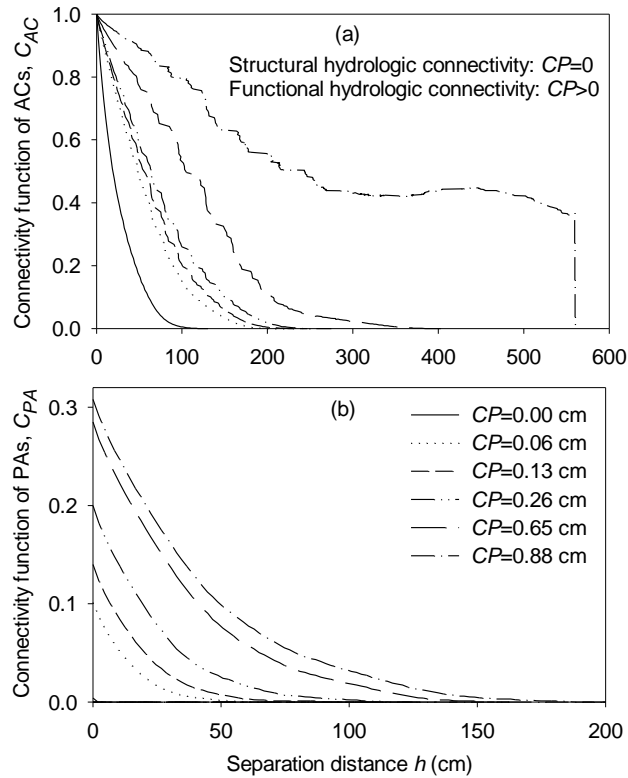 (a)
Structural hydrologic connectivity: CP=0
Functional hydrologic connectivity: CP>0
Connectivity function of ACs, C_AC
1.0
0.8
0.6
0.4
0.2
0.0
0 100 200 300 400 500 600
(b)
Connectivity function of PAs, C_PA
0.3
0.2
0.1
0.0
CP=0.00 cm
CP=0.06 cm
CP=0.13 cm
CP=0.26 cm
CP=0.65 cm
CP=0.88 cm
0 50 100 150 200
Separation distance h (cm)